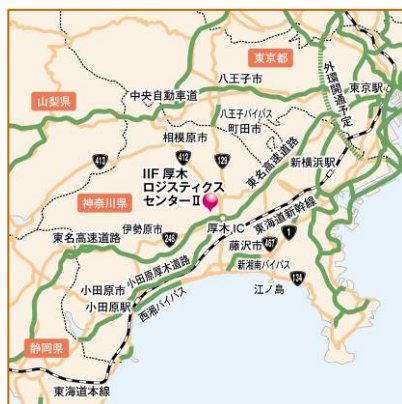 東京都
八王子市
外環開通予定
東京駅
中央自動車道
山梨県
八王子バイパス
町田市
相模原市
東名高速道路
413
412
129
新横浜駅
IIF 厚木
ロジスティクス
センターⅡ
神奈川県
東海道新幹線
伊勢原市
厚木IC
1
東名高速道路
246
藤沢市
467
小田原厚木道路
新湘南バイパス
小田原市
134
小田原駅
西湘バイパス
江ノ島
静岡県
東海道本線